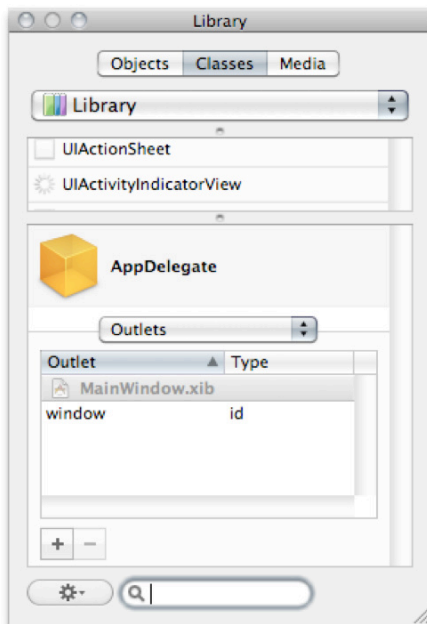 Library
Objects Classes Media
Library
UIActionSheet
UIActivityIndicatorView
AppDelegate
Outlets
Outlet Type
MainWindow.xib
window id